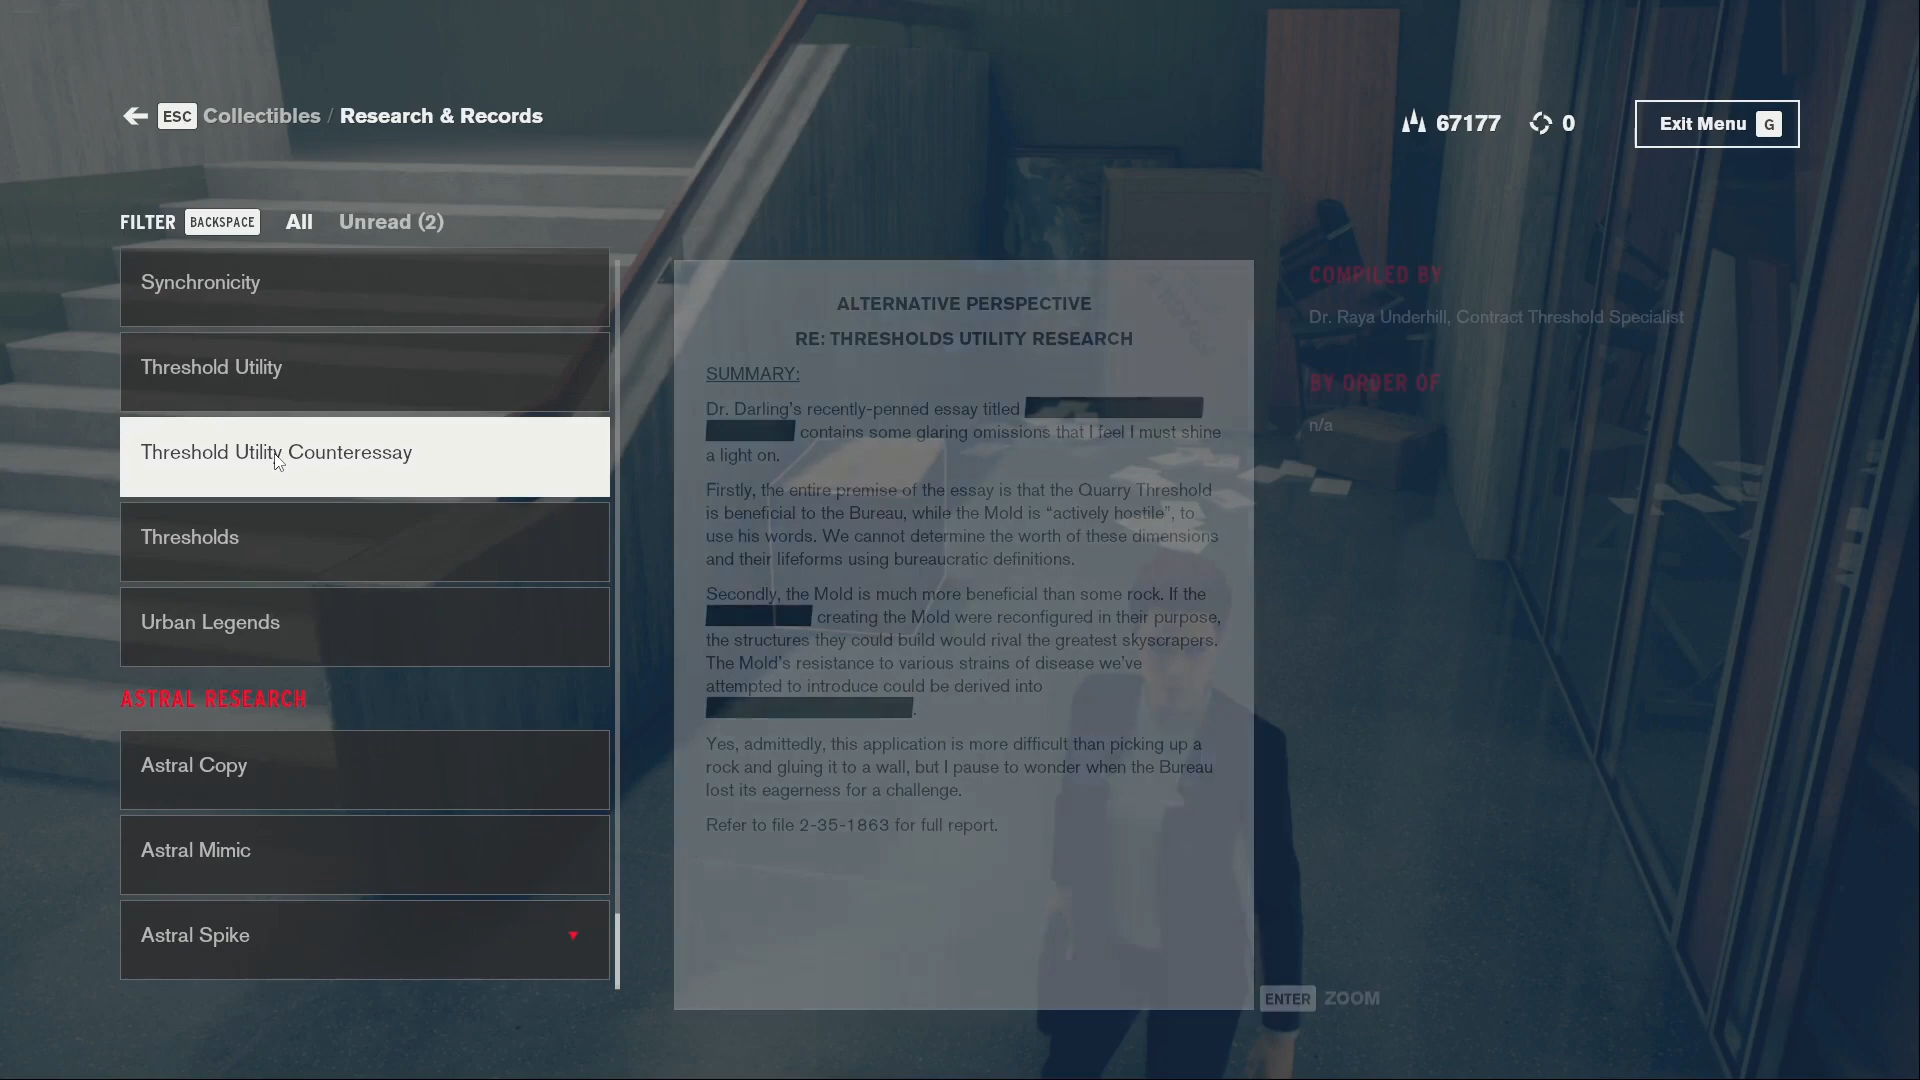 ESC Collectibles / Research & Records
67177 0 Exit Menu G
FILTER BACKSPACE All Unread (2)
Synchronicity
Threshold Utility
Threshold Utility Counteressay
Thresholds
Urban Legends
ASTRAL RESEARCH
Astral Copy
Astral Mimic
Astral Spike
ALTERNATIVE PERSPECTIVE
RE: THRESHOLDS UTILITY RESEARCH
SUMMARY:
Dr. Darling's recently-penned essay titled
contains some glaring omissions that I feel I must shine
a light on.
Firstly, the entire premise of the essay is that the Quarry Threshold
is beneficial to the Bureau, while the Mold is “actively hostile”, to
use his words. We cannot determine the worth of these dimensions
and their lifeforms using bureaucratic definitions.
Secondly, the Mold is much more beneficial than some rock. If the
creating the Mold were reconfigured in their purpose,
the structures they could build would rival the greatest skyscrapers.
The Mold's resistance to various strains of disease we've
attempted to introduce could be derived into
.
Yes, admittedly, this application is more difficult than picking up a
rock and gluing it to a wall, but I pause to wonder when the Bureau
lost its eagerness for a challenge.
Refer to file 2-35-1863 for full report.
COMPILED BY
Dr. Raya Underhill, Contract Threshold Specialist
BY ORDER OF
n/a
ENTER ZOOM